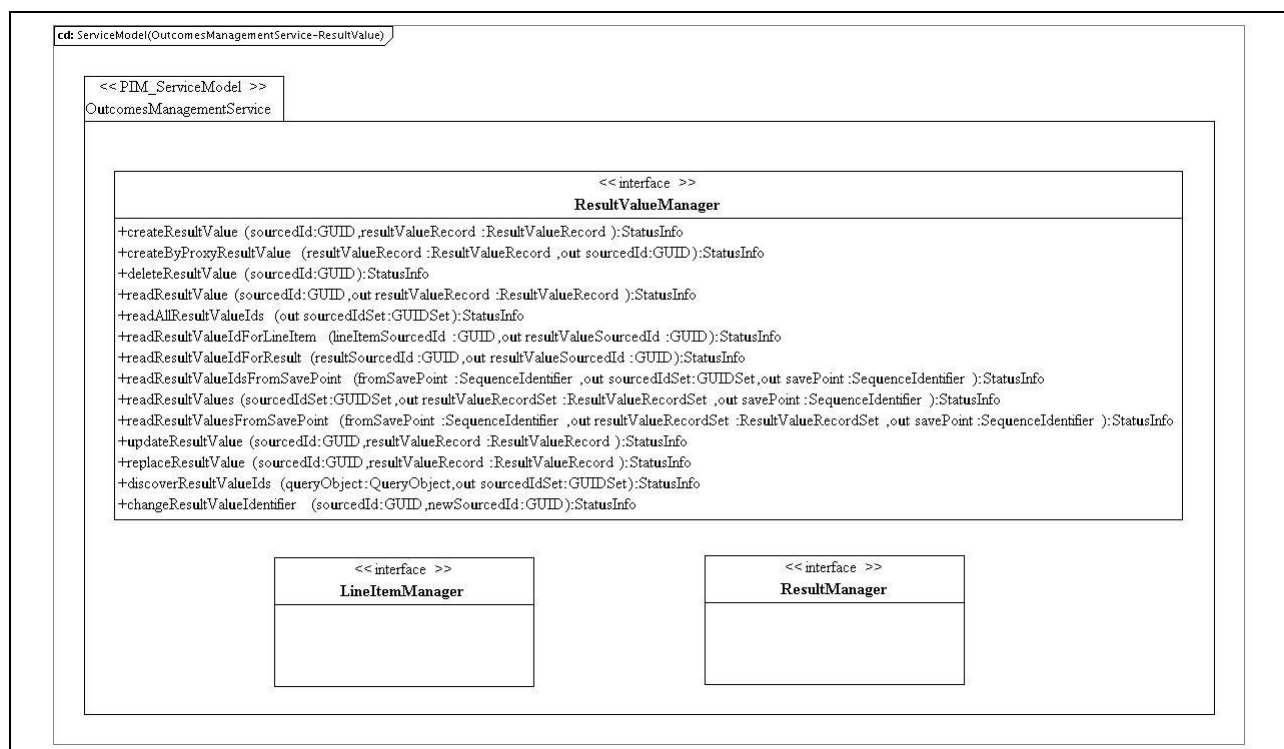 cd: ServiceModel(OutcomesManagementService-ResultValue)
<< PIM_ServiceModel >>
OutcomesManagementService
<< interface >>
ResultValueManager
+createResultValue (sourcedId:GUID ,resultValueRecord :ResultValueRecord ):StatusInfo
+createByProxyResultValue (resultValueRecord :ResultValueRecord ,out sourcedId:GUID):StatusInfo
+deleteResultValue (sourcedId:GUID):StatusInfo
+readResultValue (sourcedId:GUID ,out resultValueRecord :ResultValueRecord ):StatusInfo
+readAllResultValueIds (out sourcedIdSet:GUIDSet):StatusInfo
+readResultValueIdForLineItem (lineItemSourcedId :GUID ,out resultValueSourcedId :GUID):StatusInfo
+readResultValueIdForResult (resultSourcedId :GUID ,out resultValueSourcedId :GUID):StatusInfo
+readResultValueIdsFromSavePoint (fromSavePoint :SequenceIdentifier ,out sourcedIdSet:GUIDSet,out savePoint :SequenceIdentifier ):StatusInfo
+readResultValues (sourcedIdSet:GUIDSet,out resultValueRecordSet :ResultValueRecordSet ,out savePoint :SequenceIdentifier ):StatusInfo
+readResultValuesFromSavePoint (fromSavePoint :SequenceIdentifier ,out resultValueRecordSet :ResultValueRecordSet ,out savePoint :SequenceIdentifier ):StatusInfo
+updateResultValue (sourcedId:GUID ,resultValueRecord :ResultValueRecord ):StatusInfo
+replaceResultValue (sourcedId:GUID ,resultValueRecord :ResultValueRecord ):StatusInfo
+discoverResultValueIds (queryObject:QueryObject,out sourcedIdSet:GUIDSet):StatusInfo
+changeResultValueIdentifier (sourcedId:GUID ,newSourcedId:GUID ):StatusInfo
<< interface >>
LineItemManager
<< interface >>
ResultManager